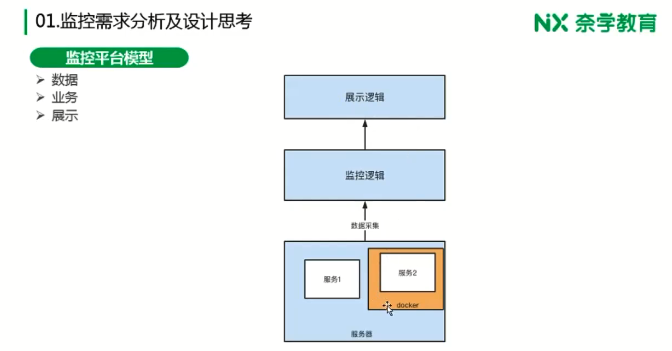 01.监控需求分析及设计思考
NX 奈学教育
监控平台模型
数据
业务
展示
展示逻辑
监控逻辑
数据采集
服务1
服务2
docker
服务器